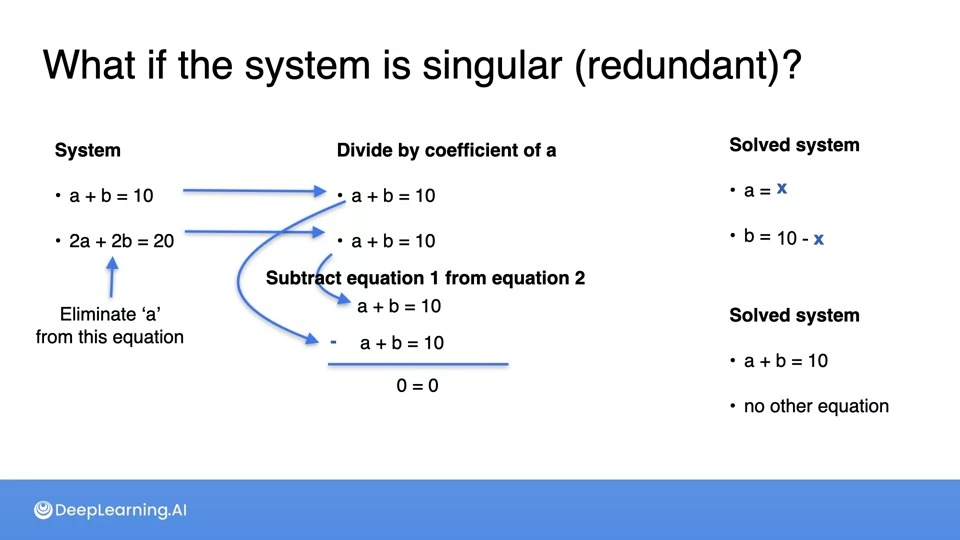 What if the system is singular (redundant)?
System
• a + b = 10
• 2a + 2b = 20
Eliminate ‘a’
from this equation
Divide by coefficient of a
• a + b = 10
• a + b = 10
Subtract equation 1 from equation 2
a + b = 10
- a + b = 10
0 = 0
Solved system
• a = x
• b = 10 - x
Solved system
• a + b = 10
• no other equation
DeepLearning.AI